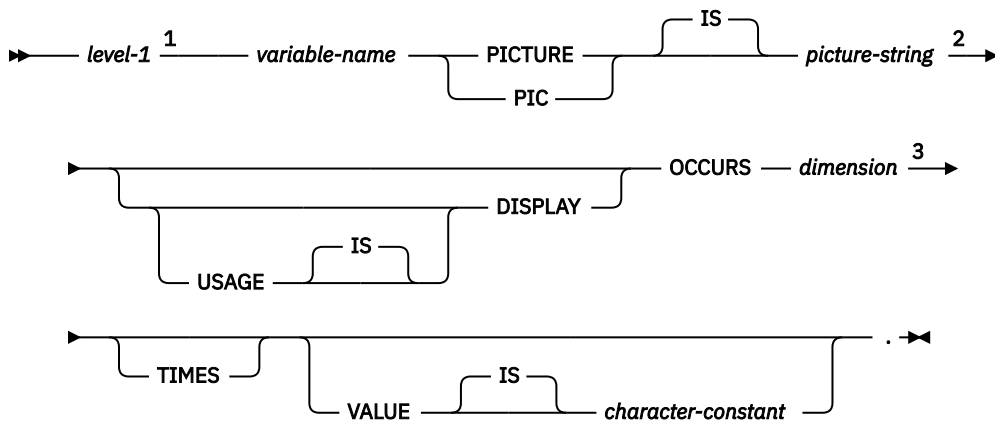 IS
level-1 1 variable-name PICTURE picture-string 2
PIC
OCCURS dimension 3
DISPLAY
IS
USAGE
.
TIMES IS
VALUE character-constant